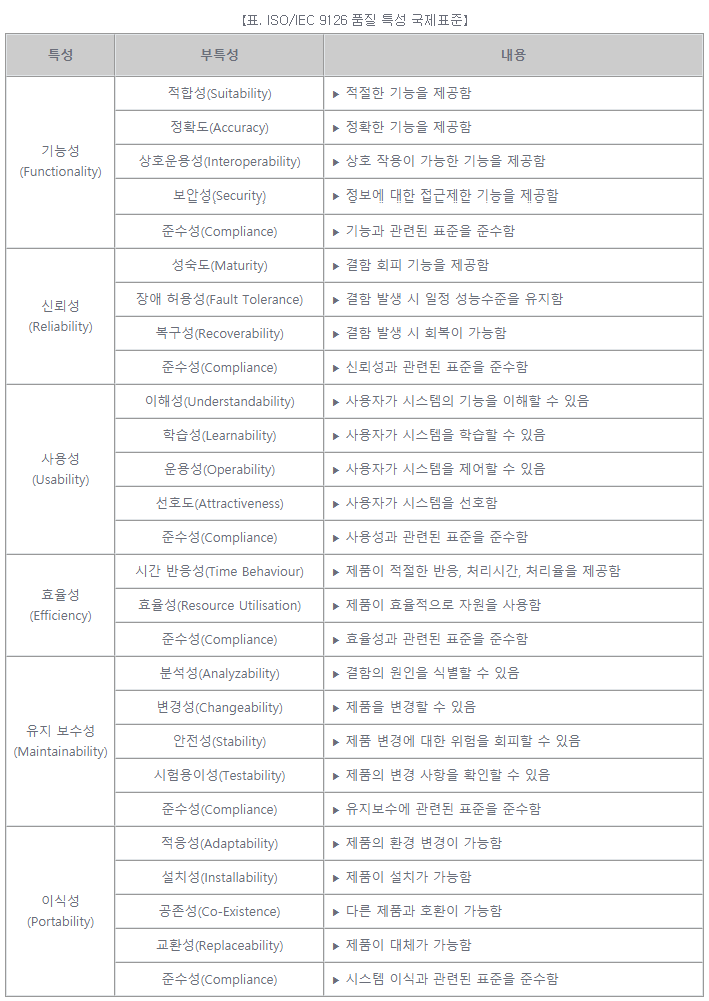 [표. ISO/IEC 9126 품질 특성 국제표준]
특성 부특성 내용
기능성
(Functionality)
적합성(Suitability) ▶ 적절한 기능을 제공함
정확도(Accuracy) ▶ 정확한 기능을 제공함
상호운용성(Interoperability) ▶ 상호 작용이 가능한 기능을 제공함
보안성(Security) ▶ 정보에 대한 접근제한 기능을 제공함
준수성(Compliance) ▶ 기능과 관련된 표준을 준수함
신뢰성
(Reliability)
성숙도(Maturity) ▶ 결함 회피 기능을 제공함
장애 허용성(Fault Tolerance) ▶ 결함 발생 시 일정 성능수준을 유지함
복구성(Recoverability) ▶ 결함 발생 시 회복이 가능함
준수성(Compliance) ▶ 신뢰성과 관련된 표준을 준수함
사용성
(Usability)
이해성(Understandability) ▶ 사용자가 시스템의 기능을 이해할 수 있음
학습성(Learnability) ▶ 사용자가 시스템을 학습할 수 있음
운용성(Operability) ▶ 사용자가 시스템을 제어할 수 있음
선호도(Attractiveness) ▶ 사용자가 시스템을 선호함
준수성(Compliance) ▶ 사용성과 관련된 표준을 준수함
효율성
(Efficiency)
시간 반응성(Time Behaviour) ▶ 제품이 적절한 반응, 처리시간, 처리율을 제공함
효율성(Resource Utilisation) ▶ 제품이 효율적으로 자원을 사용함
준수성(Compliance) ▶ 효율성과 관련된 표준을 준수함
유지 보수성
(Maintainability)
분석성(Analyzability) ▶ 결함의 원인을 식별할 수 있음
변경성(Changeability) ▶ 제품을 변경할 수 있음
안전성(Stability) ▶ 제품 변경에 대한 위험을 회피할 수 있음
시험용이성(Testability) ▶ 제품의 변경 사항을 확인할 수 있음
준수성(Compliance) ▶ 유지보수에 관련된 표준을 준수함
이식성
(Portability)
적응성(Adaptability) ▶ 제품의 환경 변경이 가능함
설치성(Installability) ▶ 제품이 설치가 가능함
공존성(Co-Existence) ▶ 다른 제품과 호환이 가능함
교환성(Replaceability) ▶ 제품이 대체가 가능함
준수성(Compliance) ▶ 시스템 이식과 관련된 표준을 준수함